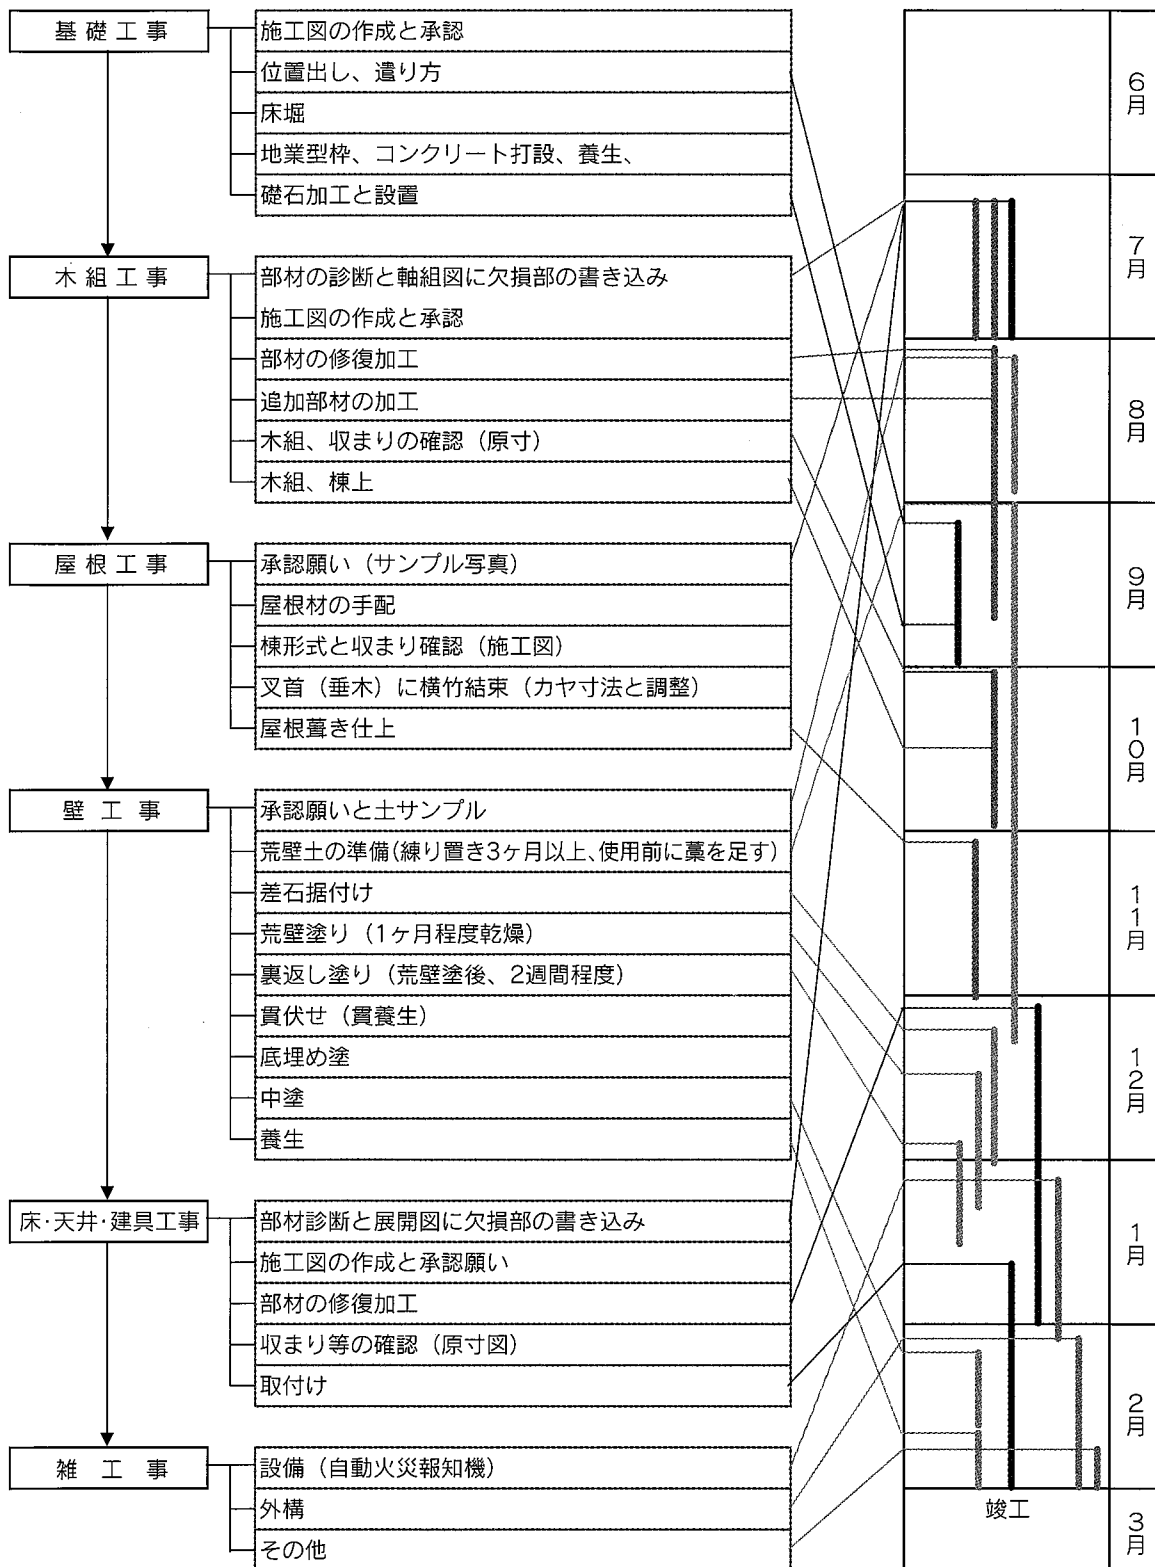 基礎工事
施工図の作成と承認
位置出し、遣り方
床堀
地業型枠、コンクリート打設、養生、
礎石加工と設置
木組工事
部材の診断と軸組図に欠損部の書き込み
施工図の作成と承認
部材の修復加工
追加部材の加工
木組、収まりの確認（原寸）
木組、棟上
屋根工事
承認願い（サンプル写真）
屋根材の手配
棟形式と収まり確認（施工図）
叉首（垂木）に横竹結束（カヤ寸法と調整）
屋根葺き仕上
壁工事
承認願いと土サンプル
荒壁土の準備（練り置き3ヶ月以上、使用前に藁を足す）
差石据付け
荒壁塗り（1ヶ月程度乾燥）
裏返し塗り（荒壁塗後、2週間程度）
貫伏せ（貫養生）
底埋め塗
中塗
養生
床・天井・建具工事
部材診断と展開図に欠損部の書き込み
施工図の作成と承認願い
部材の修復加工
収まり等の確認（原寸図）
取付け
雑工事
設備（自動火災報知機）
外構
その他
6月
7月
8月
9月
10月
11月
12月
1月
2月
3月
竣工